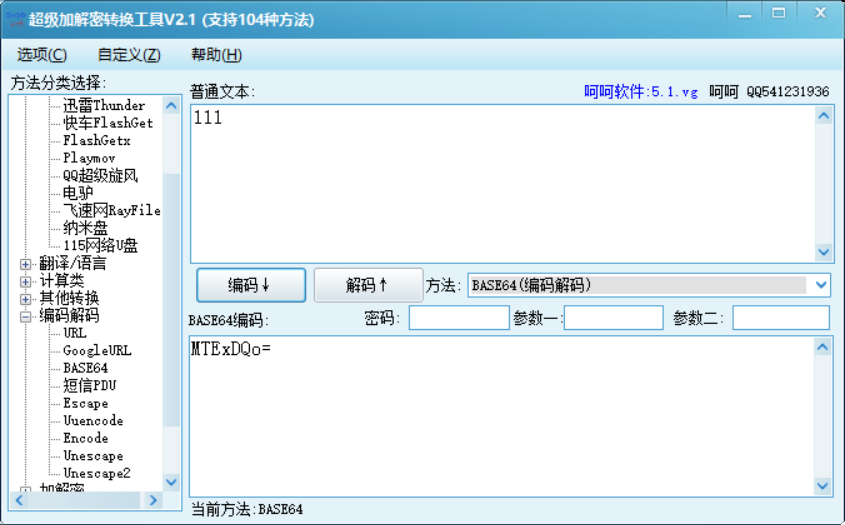 超级加解密转换工具V2.1 (支持104种方法)
选项(C) 自定义(Z) 帮助(H)
方法分类选择:
迅雷Thunder
快车FlashGet
FlashGetx
Playmov
QQ超级旋风
电驴
飞速网RayFile
纳米盘
115网络U盘
翻译/语言
计算类
其他转换
编码解码
URL
GoogleURL
BASE64
短信PDU
Escape
Uuencode
Encode
Unescape
Unescape2
加解密
普通文本: 呵呵软件:5.1.vg 呵呵 QQ541231936
111
编码↓ 解码↑ 方法: BASE64(编码解码)
BASE64编码: 密码: 参数一: 参数二:
MTExDQo=
当前方法:BASE64